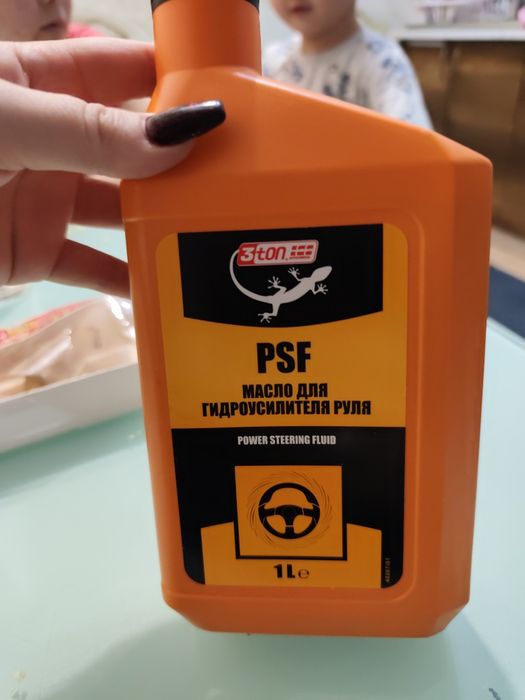 3ton
PSF
МАСЛО ДЛЯ
ГИДРОУСИЛИТЕЛЯ РУЛЯ
POWER STEERING FLUID
1L e